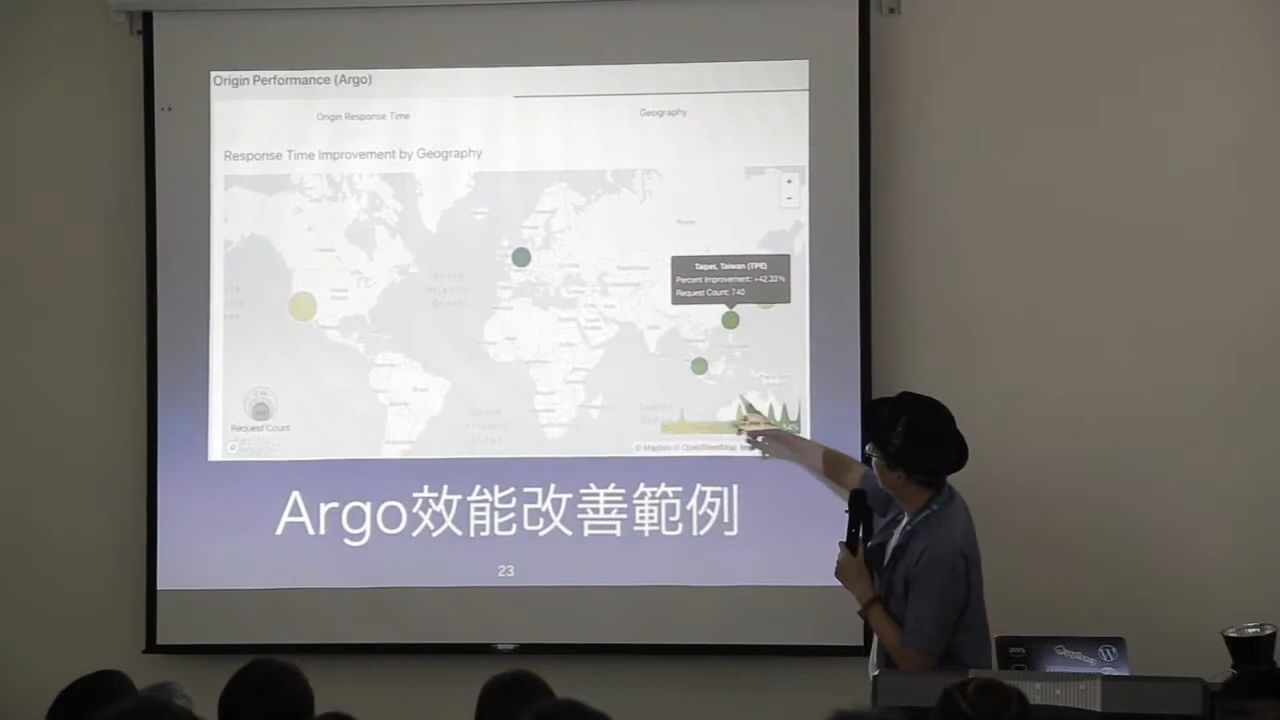 Origin Performance (Argo)
Origin Response Time
Geography
Response Time Improvement by Geography
+
−
Taipei, Taiwan (TPE)
Percent Improvement: +42.33%
Request Count: 740
Request Count
© Mapbox © OpenStreetMap
Argo效能改善範例
23
aws